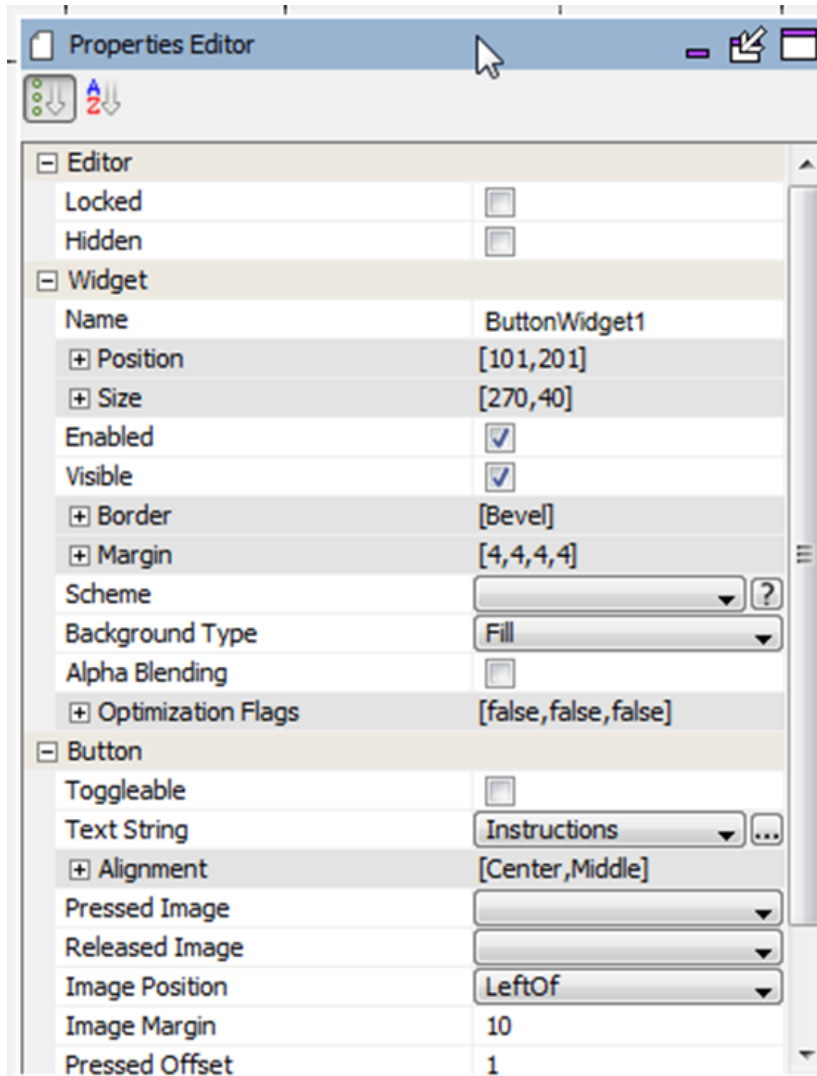 Properties Editor
A
Z
Editor
Locked
Hidden
Widget
Name ButtonWidget1
Position [101,201]
Size [270,40]
Enabled
Visible
Border [Bevel]
Margin [4,4,4,4]
Scheme ?
Background Type Fill
Alpha Blending
Optimization Flags [false,false,false]
Button
Toggleable
Text String Instructions ...
Alignment [Center,Middle]
Pressed Image
Released Image
Image Position LeftOf
Image Margin 10
Pressed Offset 1